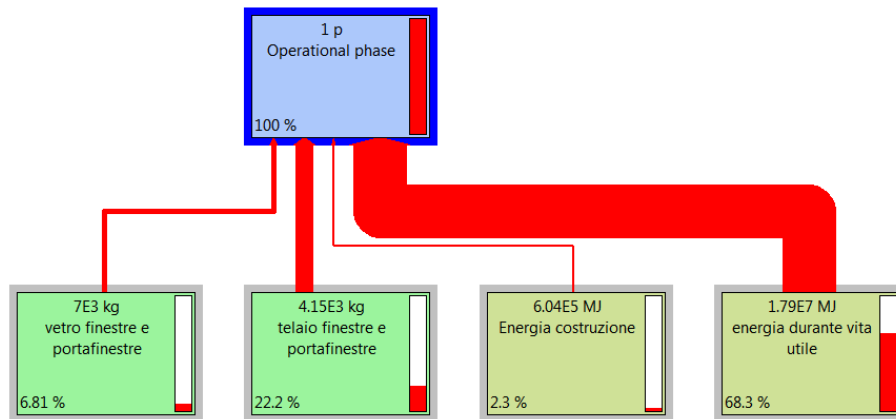 1 p
Operational phase
100 %
7E3 kg
vetro finestre e
portafinestre
6.81 %
4.15E3 kg
telaio finestre e
portafinestre
22.2 %
6.04E5 MJ
Energia costruzione
2.3 %
1.79E7 MJ
energia durante vita
utile
68.3 %